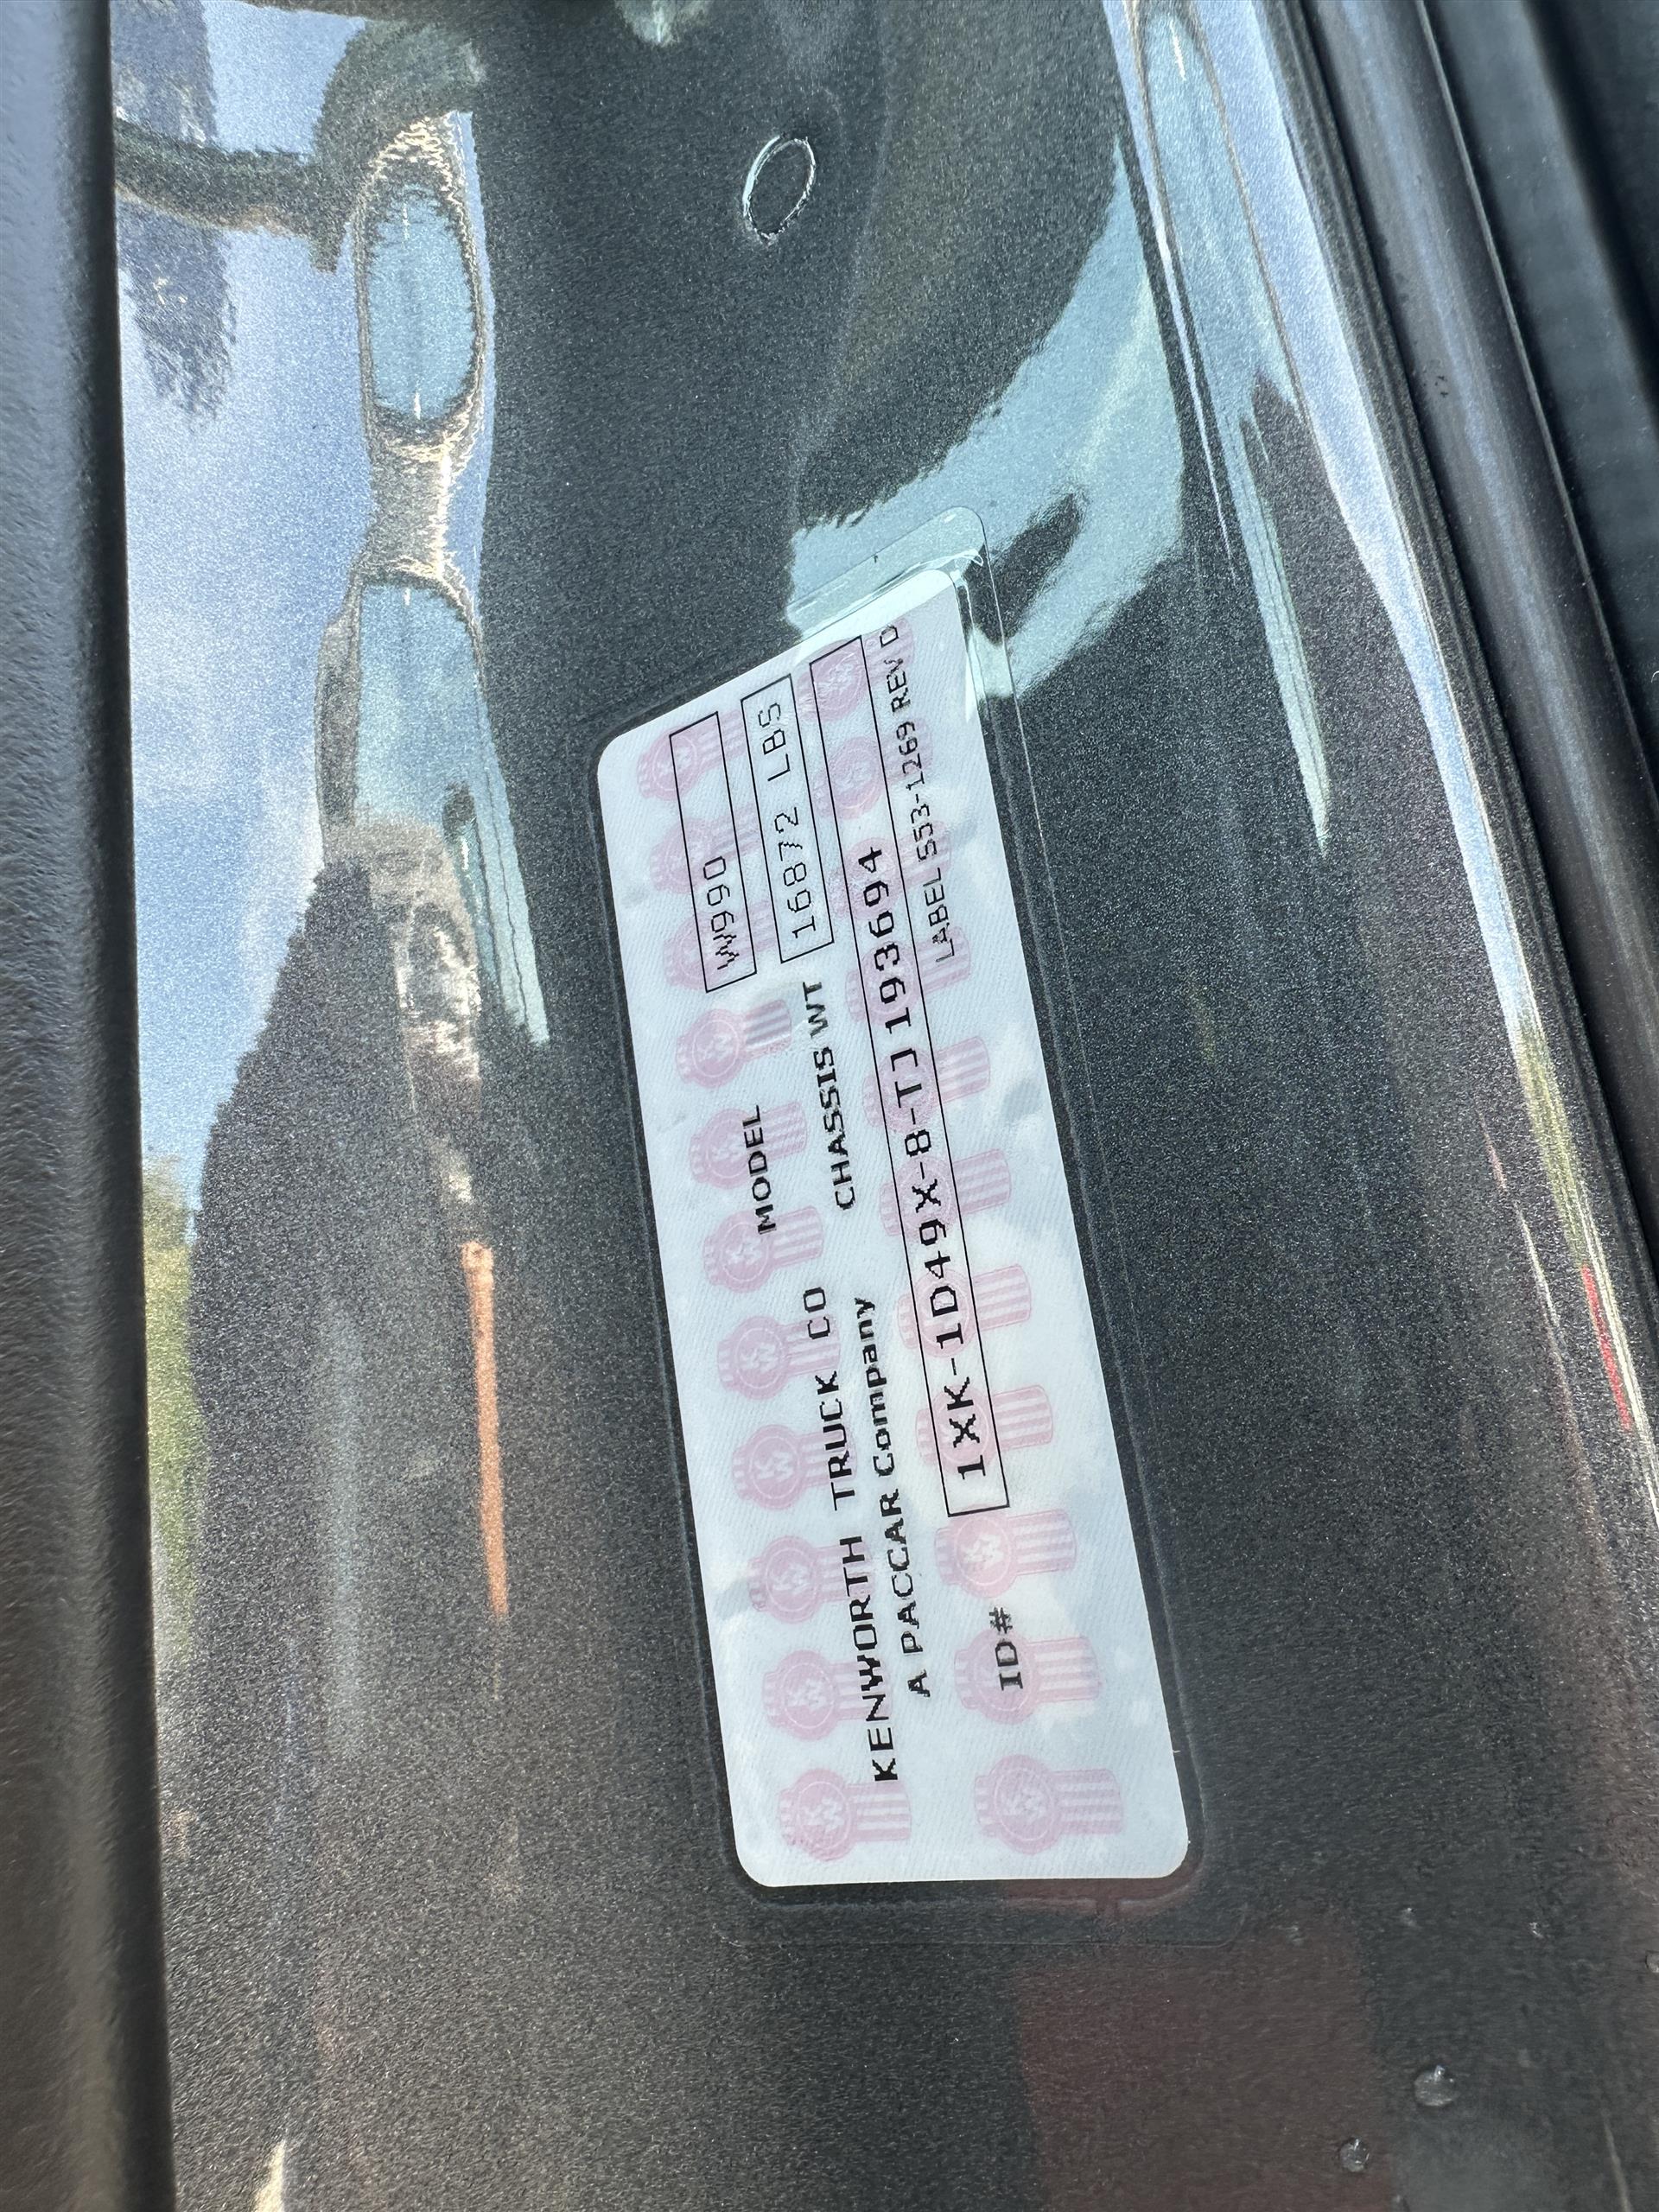 KENWORTH TRUCK CO
A PACCAR Company
MODEL W990
CHASSIS WT 16872 LBS
ID# 1XK-1D49X-8-TJ193694
LABEL S53-1269 REV D